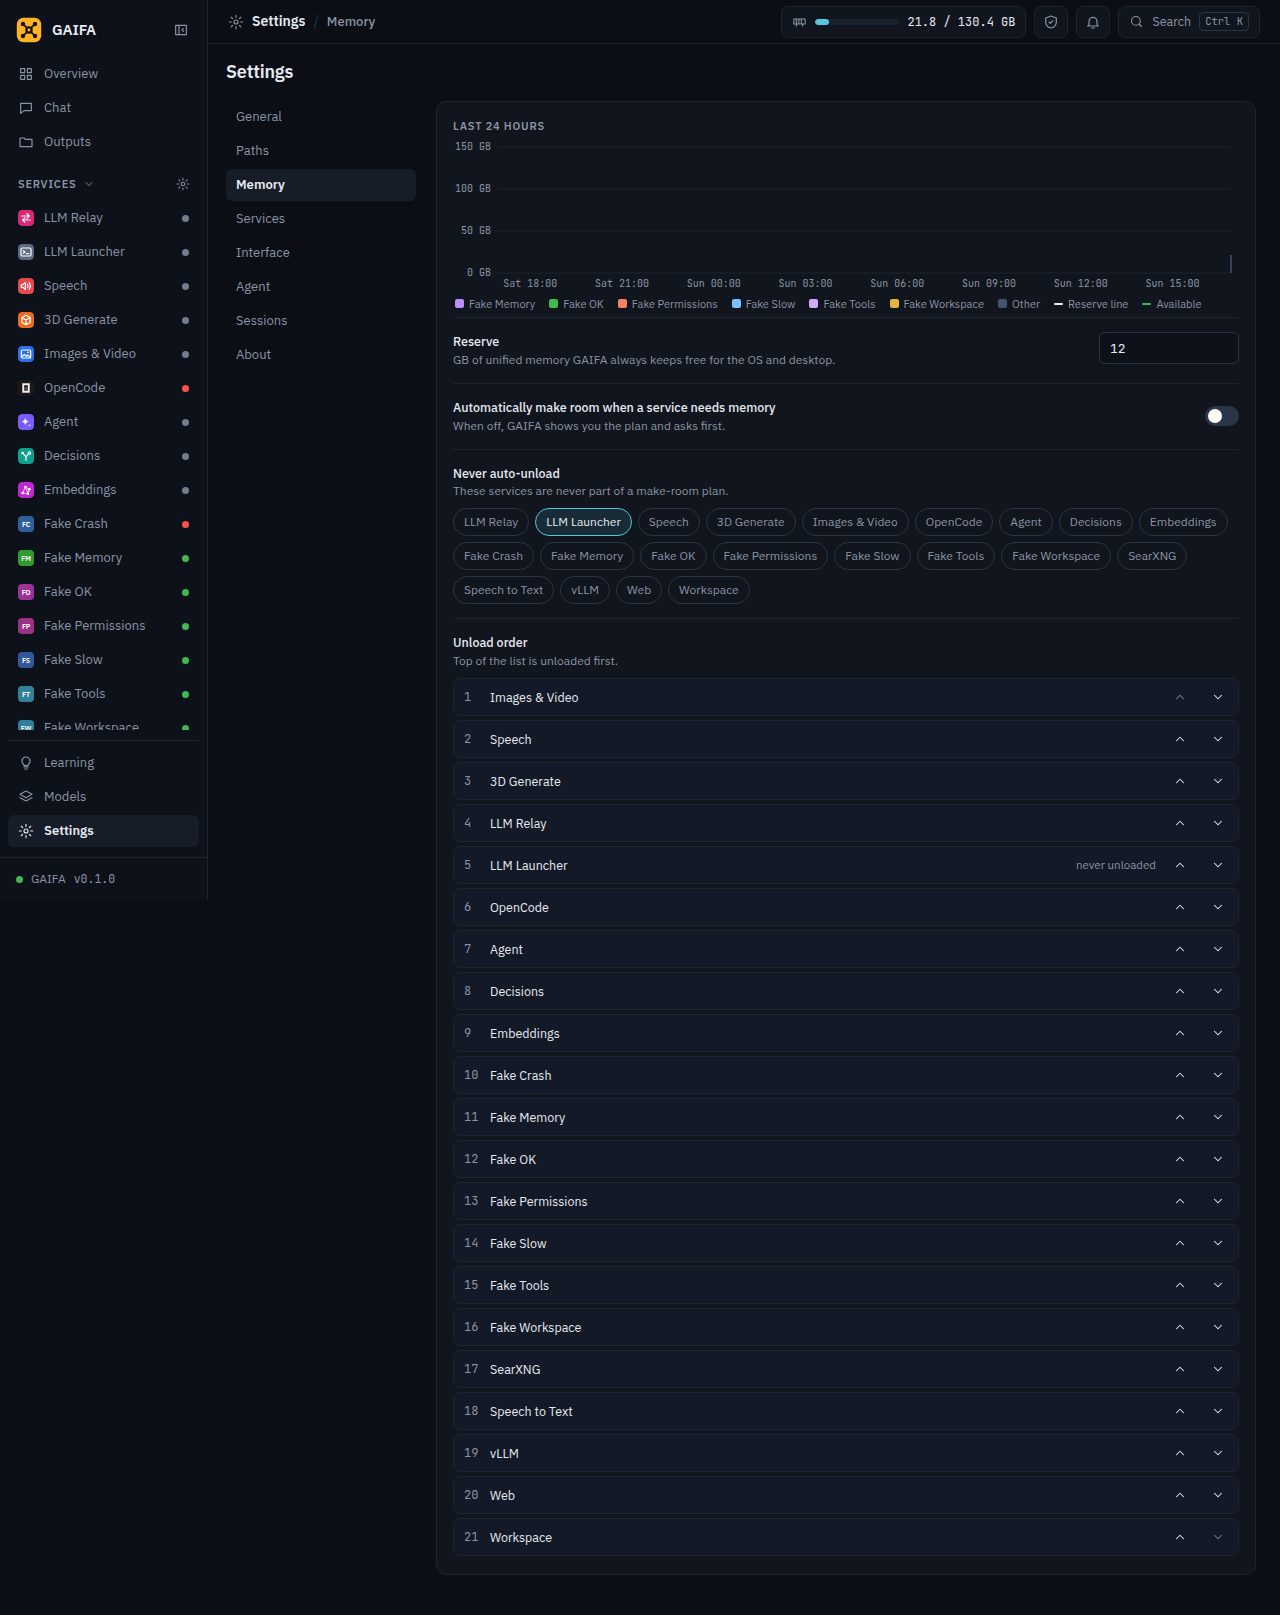 GAIFA
Settings / Memory
21.8 / 130.4 GB
Search Ctrl K
Overview
Chat
Outputs
SERVICES
LLM Relay
LLM Launcher
Speech
3D Generate
Images & Video
OpenCode
Agent
Decisions
Embeddings
FC Fake Crash
FM Fake Memory
FO Fake OK
FP Fake Permissions
FS Fake Slow
FT Fake Tools
FW Fake Workspace
Learning
Models
Settings
GAIFA v0.1.0
Settings
General
Paths
Memory
Services
Interface
Agent
Sessions
About
LAST 24 HOURS
150 GB
100 GB
50 GB
0 GB
Sat 18:00 Sat 21:00 Sun 00:00 Sun 03:00 Sun 06:00 Sun 09:00 Sun 12:00 Sun 15:00
Fake Memory Fake OK Fake Permissions Fake Slow Fake Tools Fake Workspace Other Reserve line Available
Reserve
GB of unified memory GAIFA always keeps free for the OS and desktop.
12
Automatically make room when a service needs memory
When off, GAIFA shows you the plan and asks first.
Never auto-unload
These services are never part of a make-room plan.
LLM Relay LLM Launcher Speech 3D Generate Images & Video OpenCode Agent Decisions Embeddings
Fake Crash Fake Memory Fake OK Fake Permissions Fake Slow Fake Tools Fake Workspace SearXNG
Speech to Text vLLM Web Workspace
Unload order
Top of the list is unloaded first.
1 Images & Video
2 Speech
3 3D Generate
4 LLM Relay
5 LLM Launcher never unloaded
6 OpenCode
7 Agent
8 Decisions
9 Embeddings
10 Fake Crash
11 Fake Memory
12 Fake OK
13 Fake Permissions
14 Fake Slow
15 Fake Tools
16 Fake Workspace
17 SearXNG
18 Speech to Text
19 vLLM
20 Web
21 Workspace